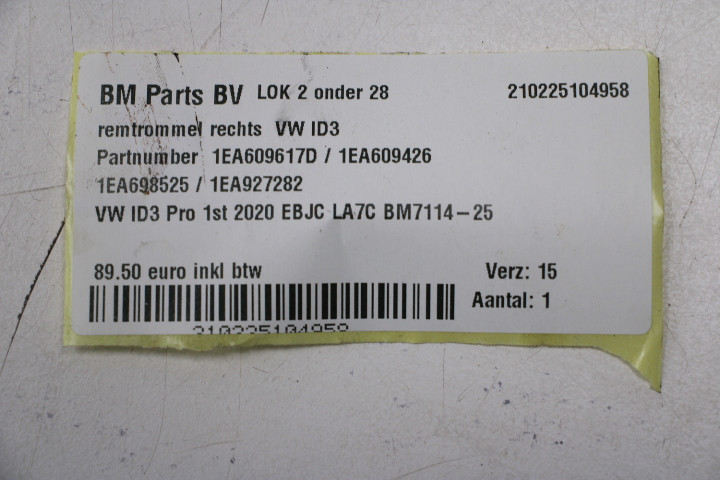 BM Parts BV LOK 2 onder 28 210225104958
remtrommel rechts VW ID3
Partnumber 1EA609617D / 1EA609426
1EA698525 / 1EA927282
VW ID3 Pro 1st 2020 EBJC LA7C BM7114-25
89.50 euro inkl btw Verz: 15
Aantal: 1
210225104958